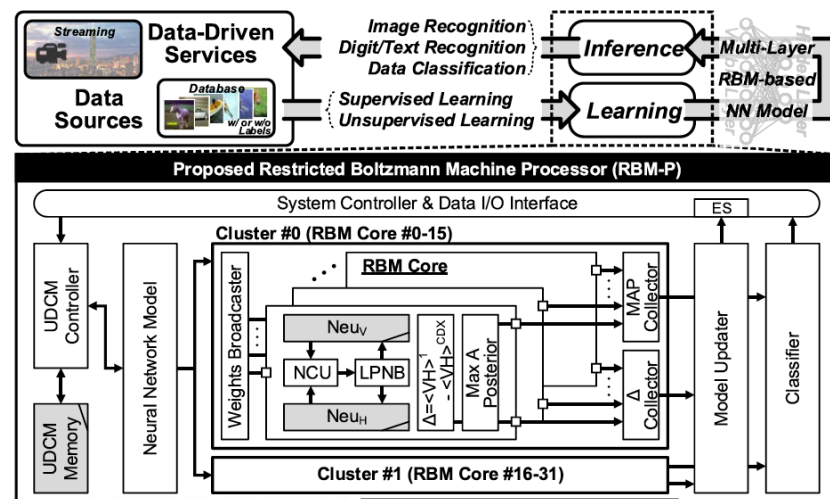 Streaming
Data-Driven
Services
Data
Sources
Database
w/ or w/o
Labels
Image Recognition
Digit/Text Recognition
Data Classification
Supervised Learning
Unsupervised Learning
Inference
Learning
Multi-Layer
RBM-based
NN Model
Proposed Restricted Boltzmann Machine Processor (RBM-P)
System Controller & Data I/O Interface
ES
UDCM
Controller
UDCM
Memory
Neural Network Model
Cluster #0 (RBM Core #0-15)
Weights Broadcaster
RBM Core
NeuV
NCU
LPNB
NeuH
Δ=<VH>1
- <VH>CDX
Max A
Posterior
MAP
Collector
Δ
Collector
Model Updater
Classifier
Cluster #1 (RBM Core #16-31)